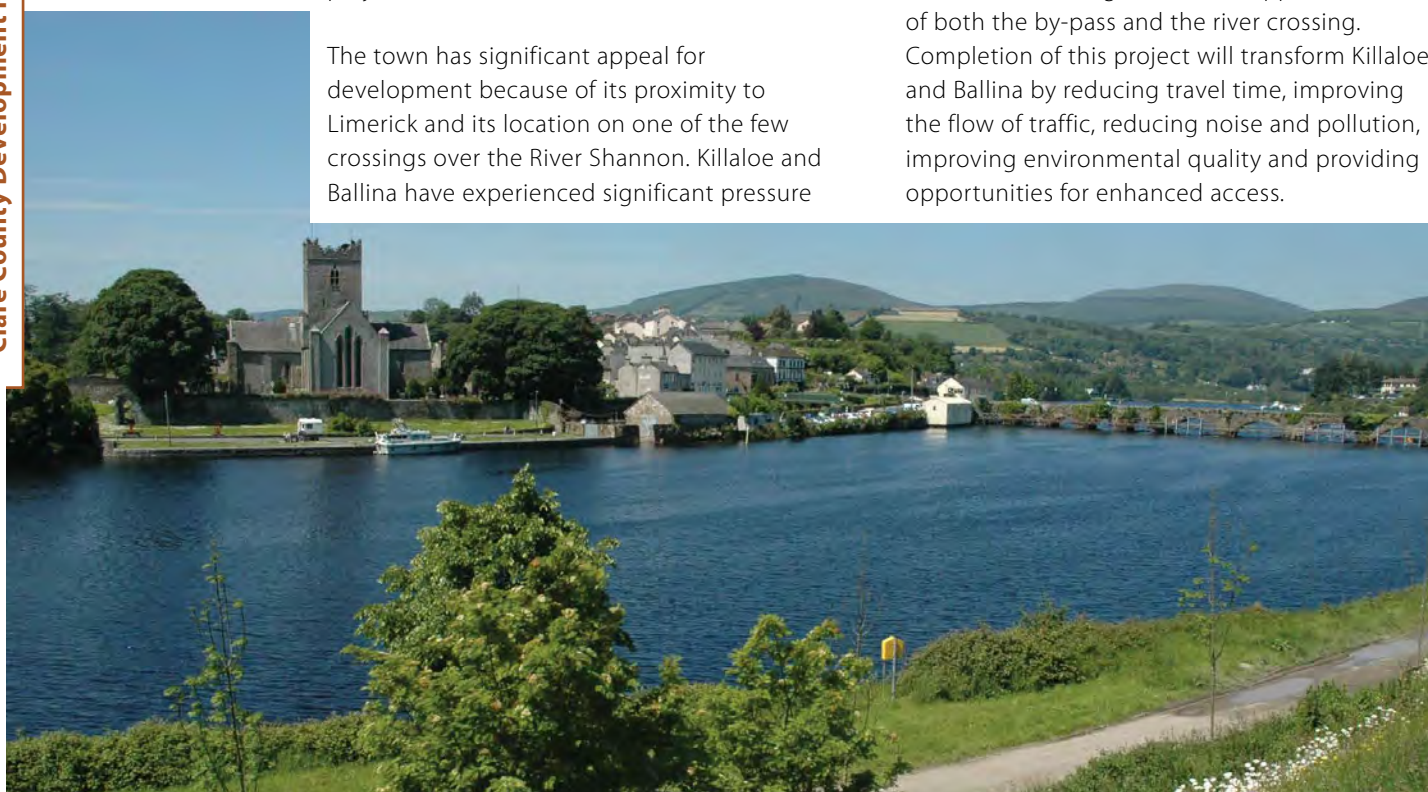 Clare County Development
The town has significant appeal for
development because of its proximity to
Limerick and its location on one of the few
crossings over the River Shannon. Killaloe and
Ballina have experienced significant pressure
of both the by-pass and the river crossing.
Completion of this project will transform Killaloe
and Ballina by reducing travel time, improving
the flow of traffic, reducing noise and pollution,
improving environmental quality and providing
opportunities for enhanced access.